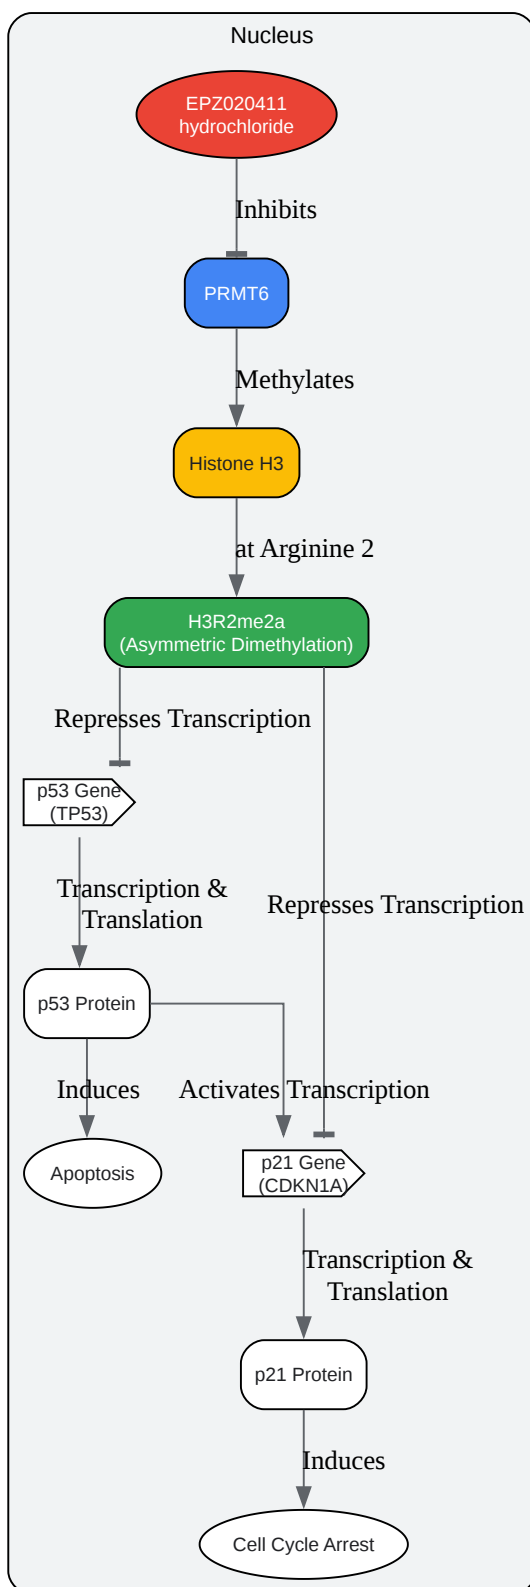 Nucleus
EPZ020411
hydrochloride
Inhibits
PRMT6
Methylates
Histone H3
at Arginine 2
H3R2me2a
(Asymmetric Dimethylation)
Represses Transcription
p53 Gene
(TP53)
Transcription &
Translation
Represses Transcription
p53 Protein
Induces
Activates Transcription
Apoptosis
p21 Gene
(CDKN1A)
Transcription &
Translation
p21 Protein
Induces
Cell Cycle Arrest